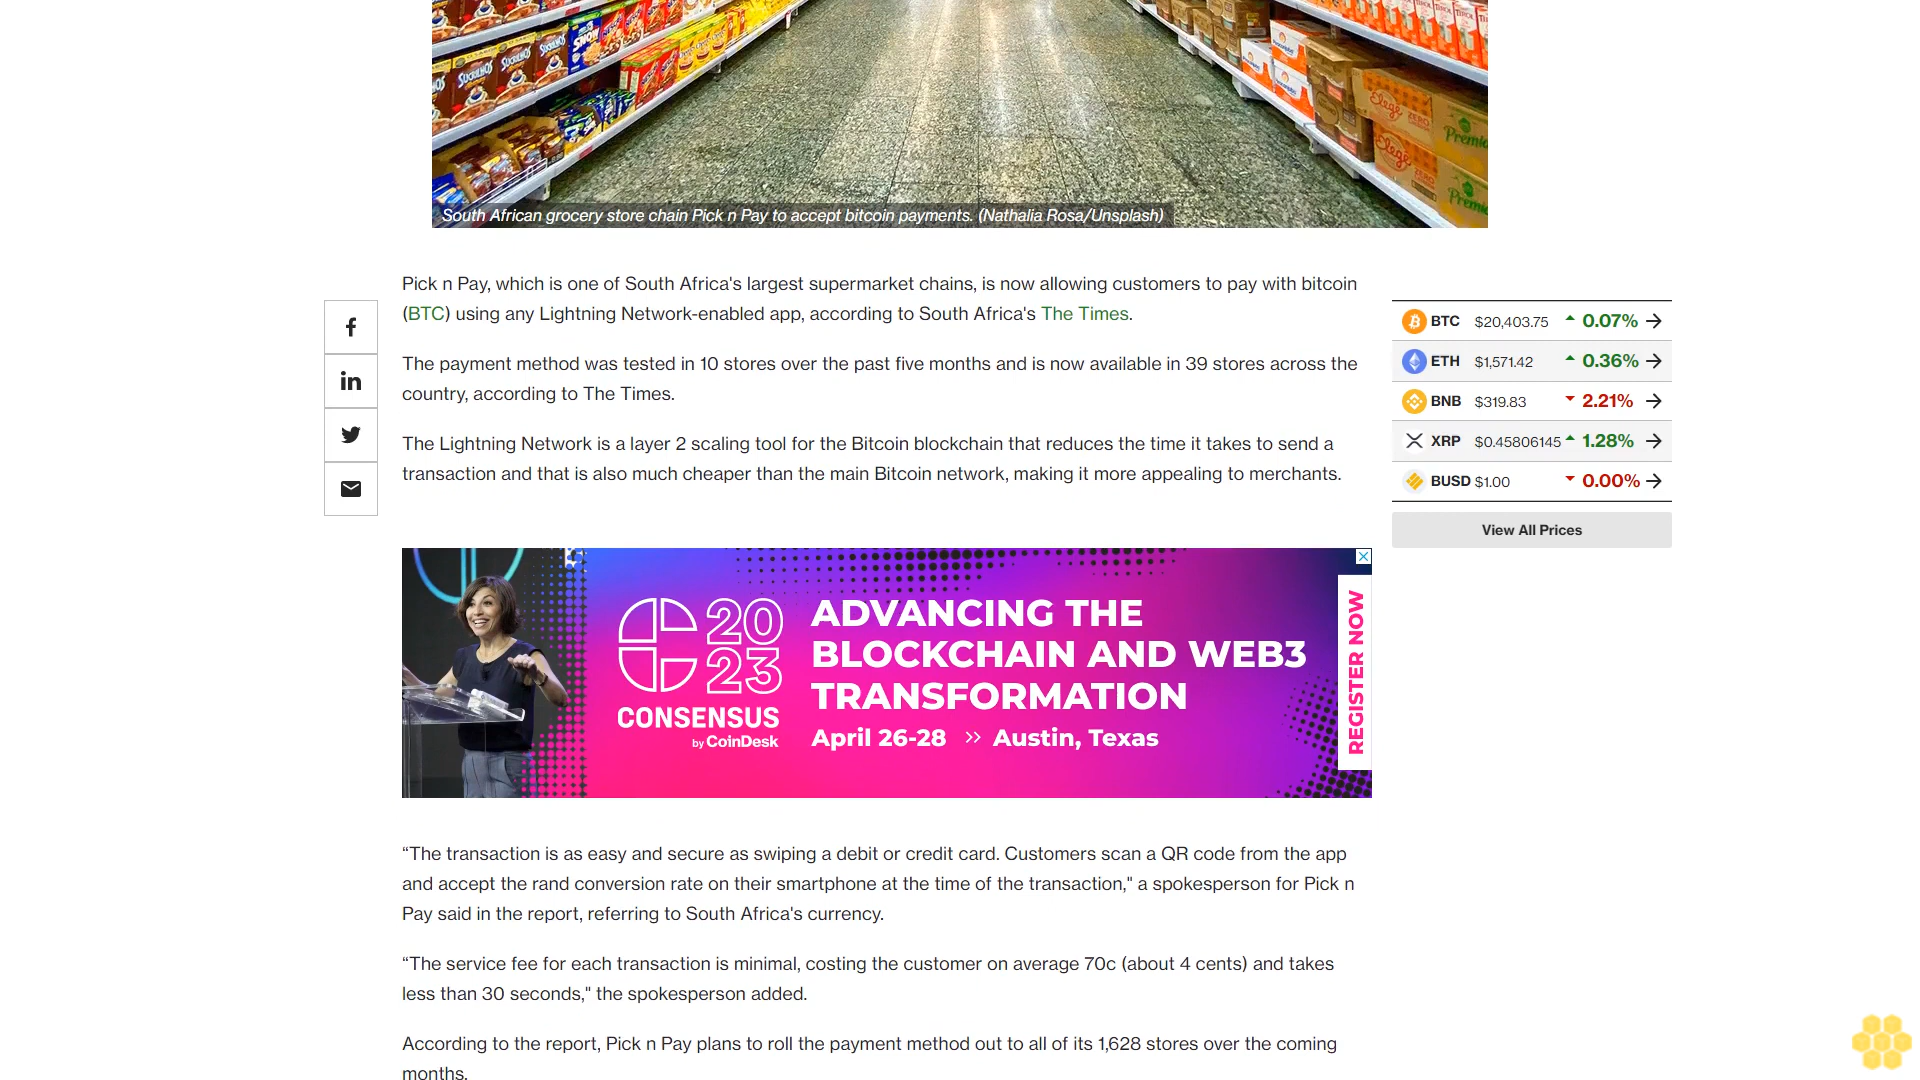 SUCRILHOS
SUCRILHOS
SUCRILHOS
SNOW
Elegê
ZERO
Premium
Elegê
South African grocery store chain Pick n Pay to accept bitcoin payments. (Nathalia Rosa/Unsplash)
Pick n Pay, which is one of South Africa's largest supermarket chains, is now allowing customers to pay with bitcoin
(BTC) using any Lightning Network-enabled app, according to South Africa's The Times.
The payment method was tested in 10 stores over the past five months and is now available in 39 stores across the
country, according to The Times.
The Lightning Network is a layer 2 scaling tool for the Bitcoin blockchain that reduces the time it takes to send a
transaction and that is also much cheaper than the main Bitcoin network, making it more appealing to merchants.
BTC $20,403.75 0.07%
ETH $1,571.42 0.36%
BNB $319.83 2.21%
XRP $0.45806145 1.28%
BUSD $1.00 0.00%
View All Prices
2023
CONSENSUS
by CoinDesk
ADVANCING THE
BLOCKCHAIN AND WEB3
TRANSFORMATION
April 26-28 >> Austin, Texas
REGISTER NOW
“The transaction is as easy and secure as swiping a debit or credit card. Customers scan a QR code from the app
and accept the rand conversion rate on their smartphone at the time of the transaction," a spokesperson for Pick n
Pay said in the report, referring to South Africa's currency.
“The service fee for each transaction is minimal, costing the customer on average 70c (about 4 cents) and takes
less than 30 seconds," the spokesperson added.
According to the report, Pick n Pay plans to roll the payment method out to all of its 1,628 stores over the coming
months.